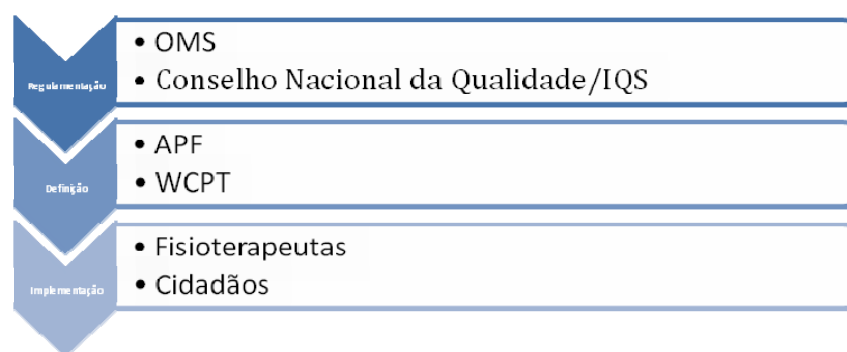 Regulamentação
• OMS
• Conselho Nacional da Qualidade/IQS
Definição
• APF
• WCPT
Implementação
• Fisioterapeutas
• Cidadãos